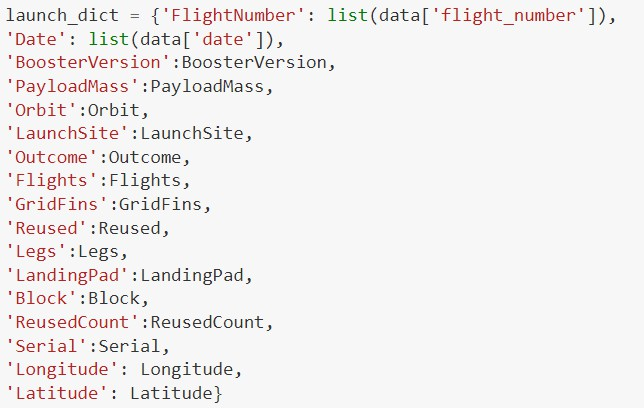 launch_dict = {'FlightNumber': list(data['flight_number']),
'Date': list(data['date']),
'BoosterVersion':BoosterVersion,
'PayloadMass':PayloadMass,
'Orbit':Orbit,
'LaunchSite':LaunchSite,
'Outcome':Outcome,
'Flights':Flights,
'GridFins':GridFins,
'Reused':Reused,
'Legs':Legs,
'LandingPad':LandingPad,
'Block':Block,
'ReusedCount':ReusedCount,
'Serial':Serial,
'Longitude': Longitude,
'Latitude': Latitude}